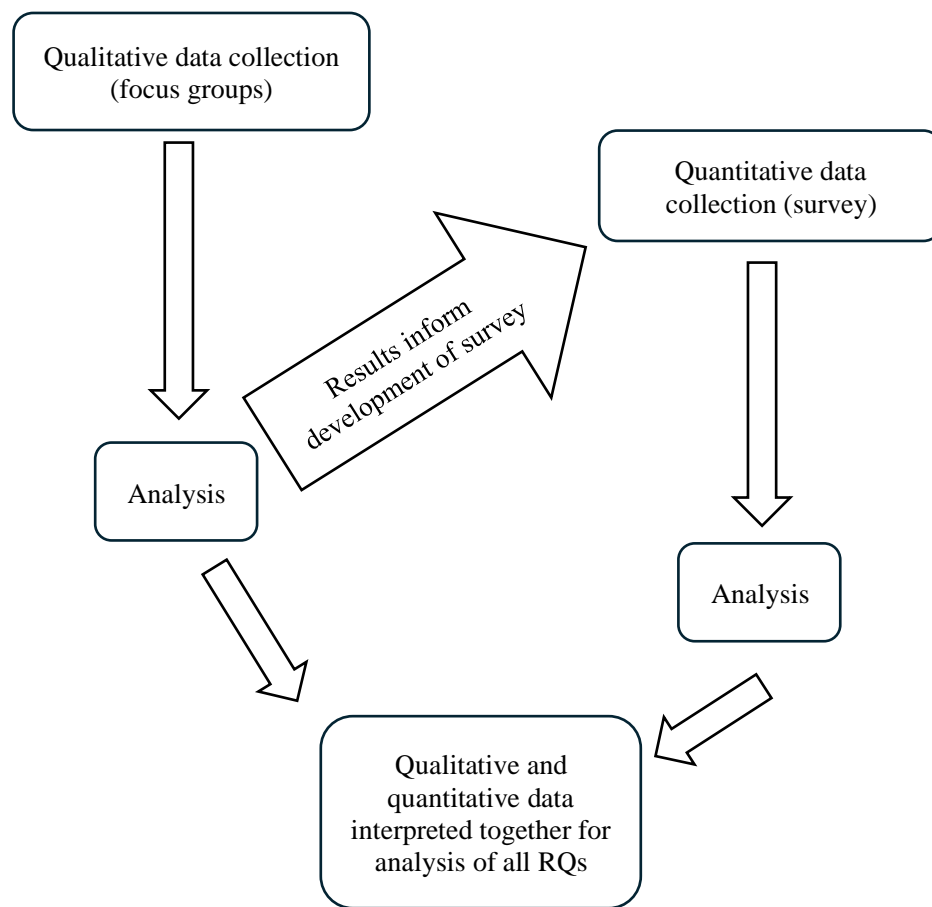 Qualitative data collection
(focus groups)
Quantitative data
collection (survey)
Results inform
development of survey
Analysis
Analysis
Qualitative and
quantitative data
interpreted together for
analysis of all RQs